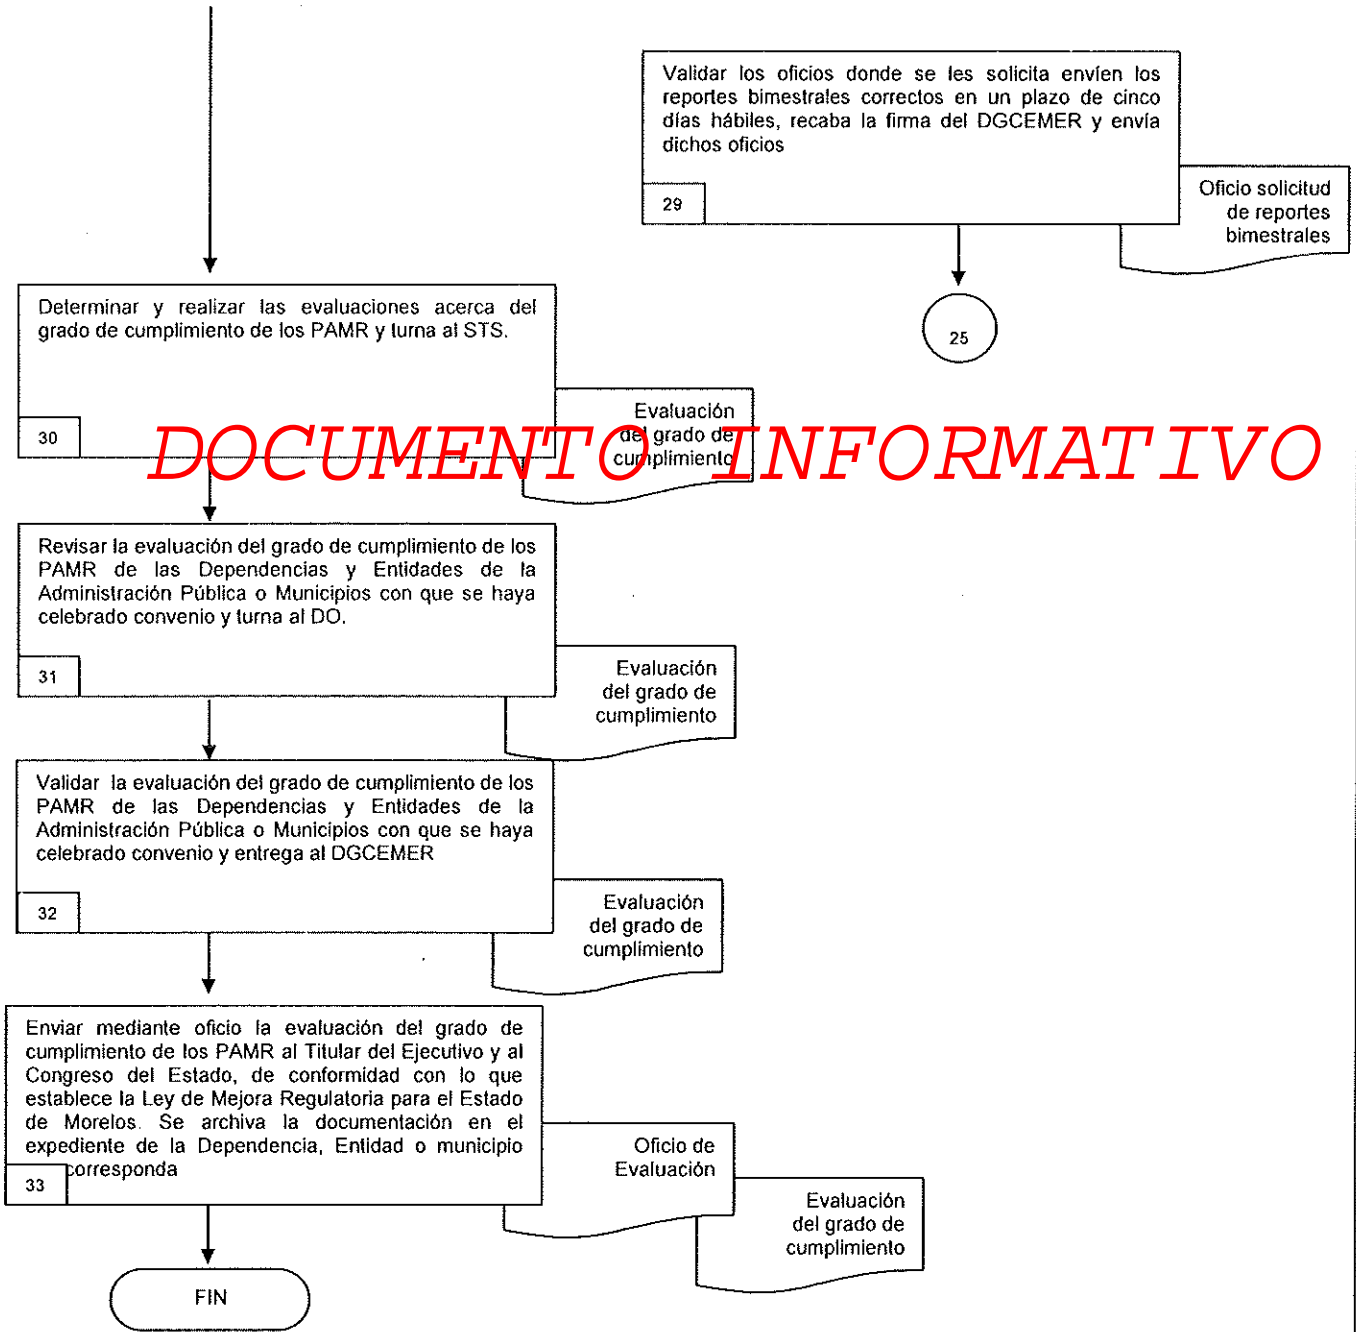 Validar los oficios donde se les solicita envíen los
reportes bimestrales correctos en un plazo de cinco
días hábiles, recaba la firma del DGCEMER y envía
dichos oficios
29
Oficio solicitud
de reportes
bimestrales
25
Determinar y realizar las evaluaciones acerca del
grado de cumplimiento de los PAMR y turna al STS.
30
Evaluación
del grado de
cumplimiento
DOCUMENTO INFORMATIVO
Revisar la evaluación del grado de cumplimiento de los
PAMR de las Dependencias y Entidades de la
Administración Pública o Municipios con que se haya
celebrado convenio y turna al DO.
31
Evaluación
del grado de
cumplimiento
Validar la evaluación del grado de cumplimiento de los
PAMR de las Dependencias y Entidades de la
Administración Pública o Municipios con que se haya
celebrado convenio y entrega al DGCEMER
32
Evaluación
del grado de
cumplimiento
Enviar mediante oficio la evaluación del grado de
cumplimiento de los PAMR al Titular del Ejecutivo y al
Congreso del Estado, de conformidad con lo que
establece la Ley de Mejora Regulatoria para el Estado
de Morelos. Se archiva la documentación en el
expediente de la Dependencia, Entidad o municipio
corresponda
33
Oficio de
Evaluación
Evaluación
del grado de
cumplimiento
FIN